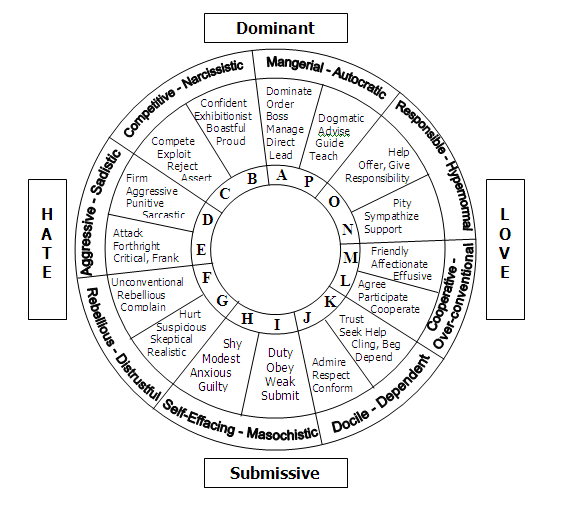 Dominant
Mangerial - Autocratic
Responsible - Hypernormal
Cooperative -
Over-conventional
Docile - Dependent
Self-Effacing - Masochistic
Rebellious - Distrustful
Aggressive - Sadistic
Competitive - Narcissistic
HATE
LOVE
Submissive
Dominate
Order
Boss
Manage
Direct
Lead
A
Dogmatic
Advise
Guide
Teach
P
Help
Offer, Give
Responsibility
O
Pity
Sympathize
Support
N
Friendly
Affectionate
Effusive
M
Agree
Participate
Cooperate
L
Trust
Seek Help
Cling, Beg
Depend
K
Admire
Respect
Conform
J
Duty
Obey
Weak
Submit
I
Shy
Modest
Anxious
Guilty
H
Hurt
Suspicious
Skeptical
Realistic
G
Unconventional
Rebellious
Complain
F
Attack
Forthright
Critical, Frank
E
Firm
Aggressive
Punitive
Sarcastic
D
Compete
Exploit
Reject
Assert
C
Confident
Exhibitionist
Boastful
Proud
B